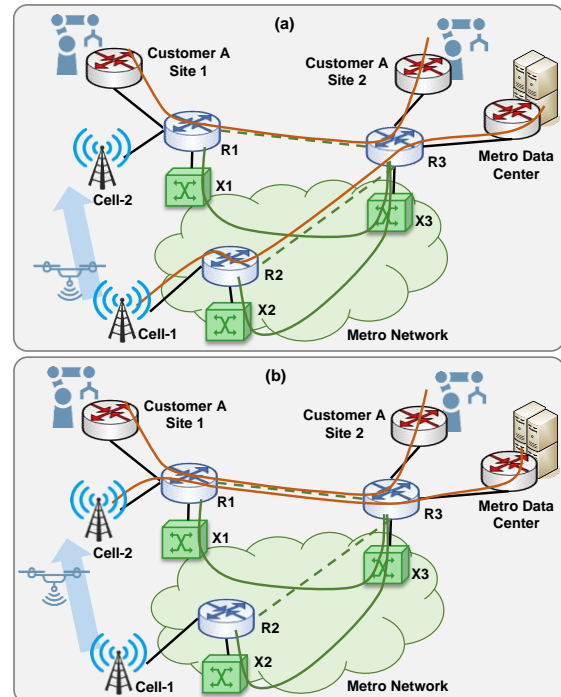 (a)
Customer A
Site 1
Customer A
Site 2
R1
R3
Metro Data
Center
X1
Cell-2
X3
R2
Cell-1
X2
Metro Network
(b)
Customer A
Site 1
Customer A
Site 2
R1
R3
Metro Data
Center
Cell-2
X1
X3
R2
X2
Cell-1
Metro Network